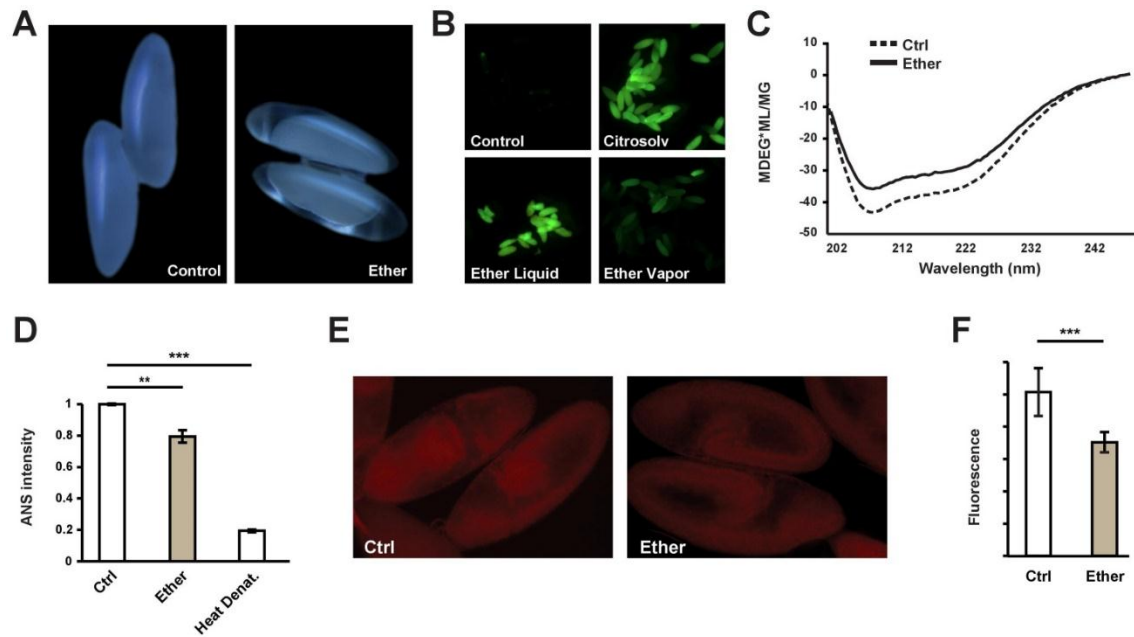 A
Control
Ether
B
Control
Citrosolv
Ether Liquid
Ether Vapor
C
10
0
-10
-20
-30
-40
-50
MDEG*ML/MG
Ctrl
Ether
202
212
222
232
242
Wavelength (nm)
D
***
**
1
0.8
0.6
0.4
0.2
0
ANS intensity
Ctrl
Ether
Heat Denat.
E
Ctrl
Ether
F
***
Fluorescence
Ctrl
Ether